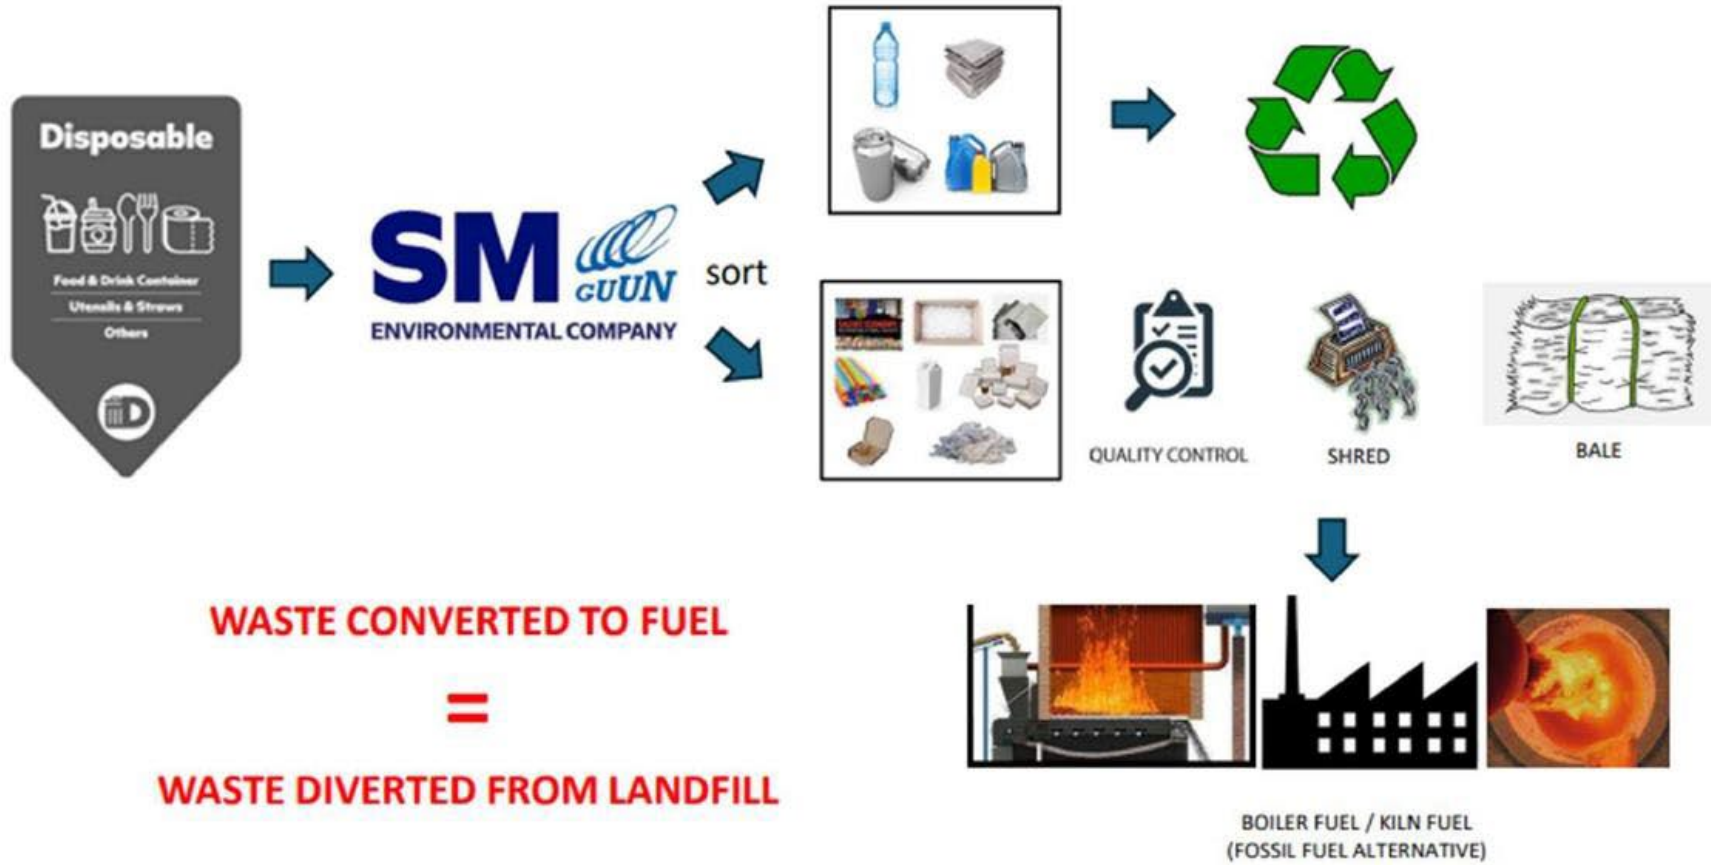 Disposable
Food & Drink Container
Utensils & Straws
Others
SM
GUUN
ENVIRONMENTAL COMPANY
sort
QUALITY CONTROL
SHRED
BALE
WASTE CONVERTED TO FUEL
=
WASTE DIVERTED FROM LANDFILL
BOILER FUEL / KILN FUEL
(FOSSIL FUEL ALTERNATIVE)